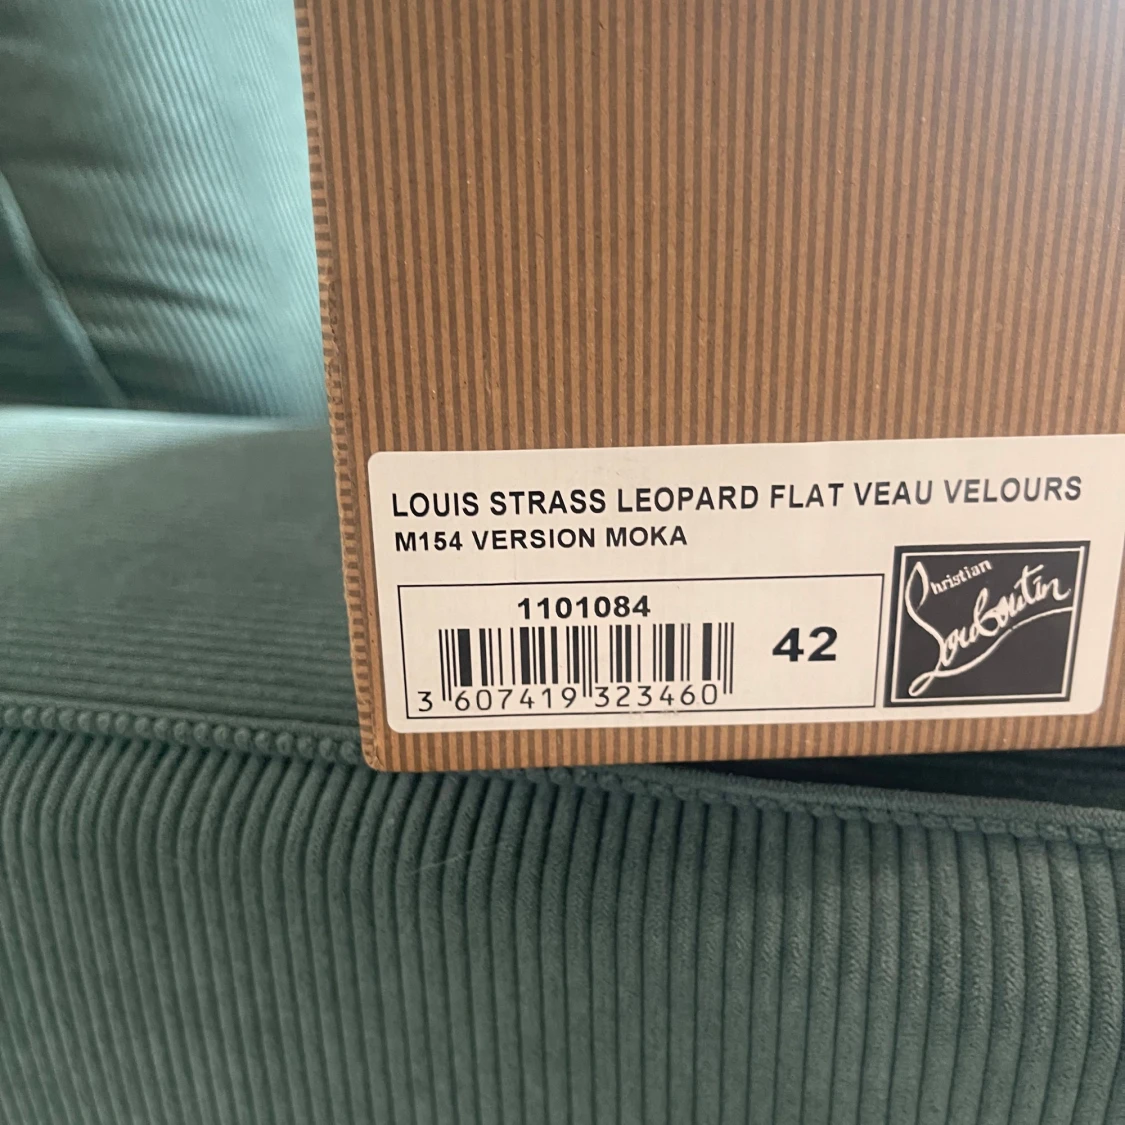 LOUIS STRASS LEOPARD FLAT VEAU VELOURS
M154 VERSION MOKA
1101084
42
3 607419 323460
Christian
Louboutin